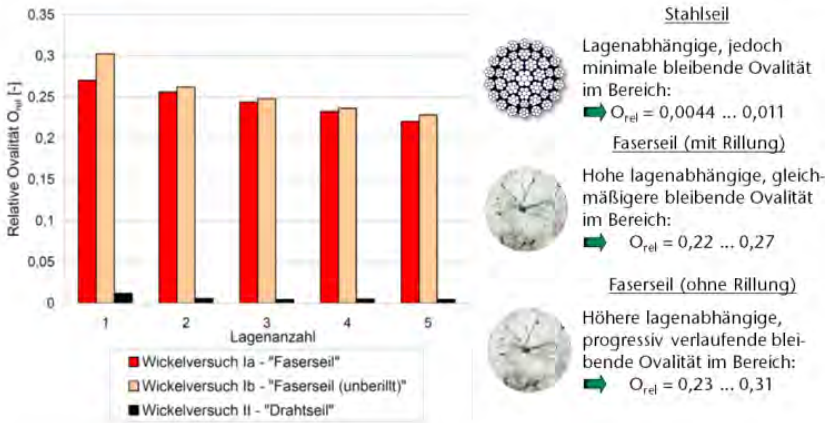 0,35
0,3
0,25
0,2
0,15
0,1
0,05
0
Relative Ovalität O_rel [-]
1 2 3 4 5
Lagenanzahl
Wickelversuch Ia - "Faserseil"
Wickelversuch Ib - "Faserseil (unberillt)"
Wickelversuch II - "Drahtseil"
Stahlseil
Lagenabhängige, jedoch
minimale bleibende Ovalität
im Bereich:
O_rel = 0,0044 ... 0,011
Faserseil (mit Rillung)
Hohe lagenabhängige, gleich-
mäßigere bleibende Ovalität
im Bereich:
O_rel = 0,22 ... 0,27
Faserseil (ohne Rillung)
Höhere lagenabhängige,
progressiv verlaufende blei-
bende Ovalität im Bereich:
O_rel = 0,23 ... 0,31